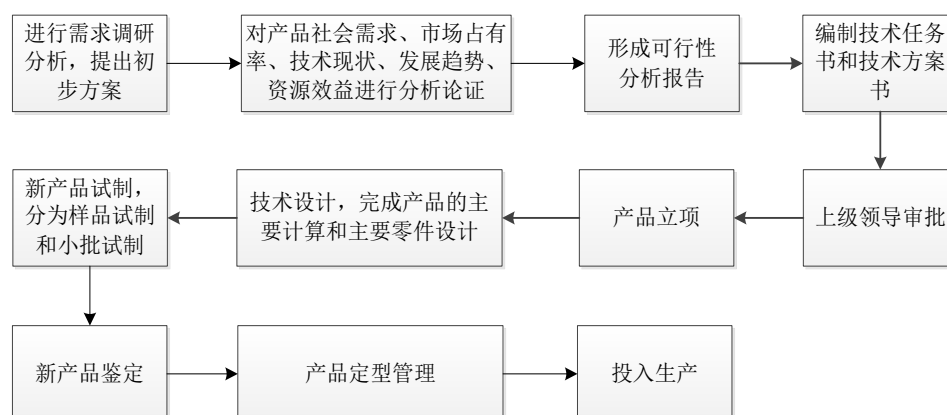 进行需求调研
分析，提出初
步方案
对产品社会需求、市场占有
率、技术现状、发展趋势、
资源效益进行分析论证
形成可行性
分析报告
编制技术任务
书和技术方案
书
新产品试制，
分为样品试制
和小批试制
技术设计，完成产品的主
要计算和主要零件设计
产品立项
上级领导审批
新产品鉴定
产品定型管理
投入生产